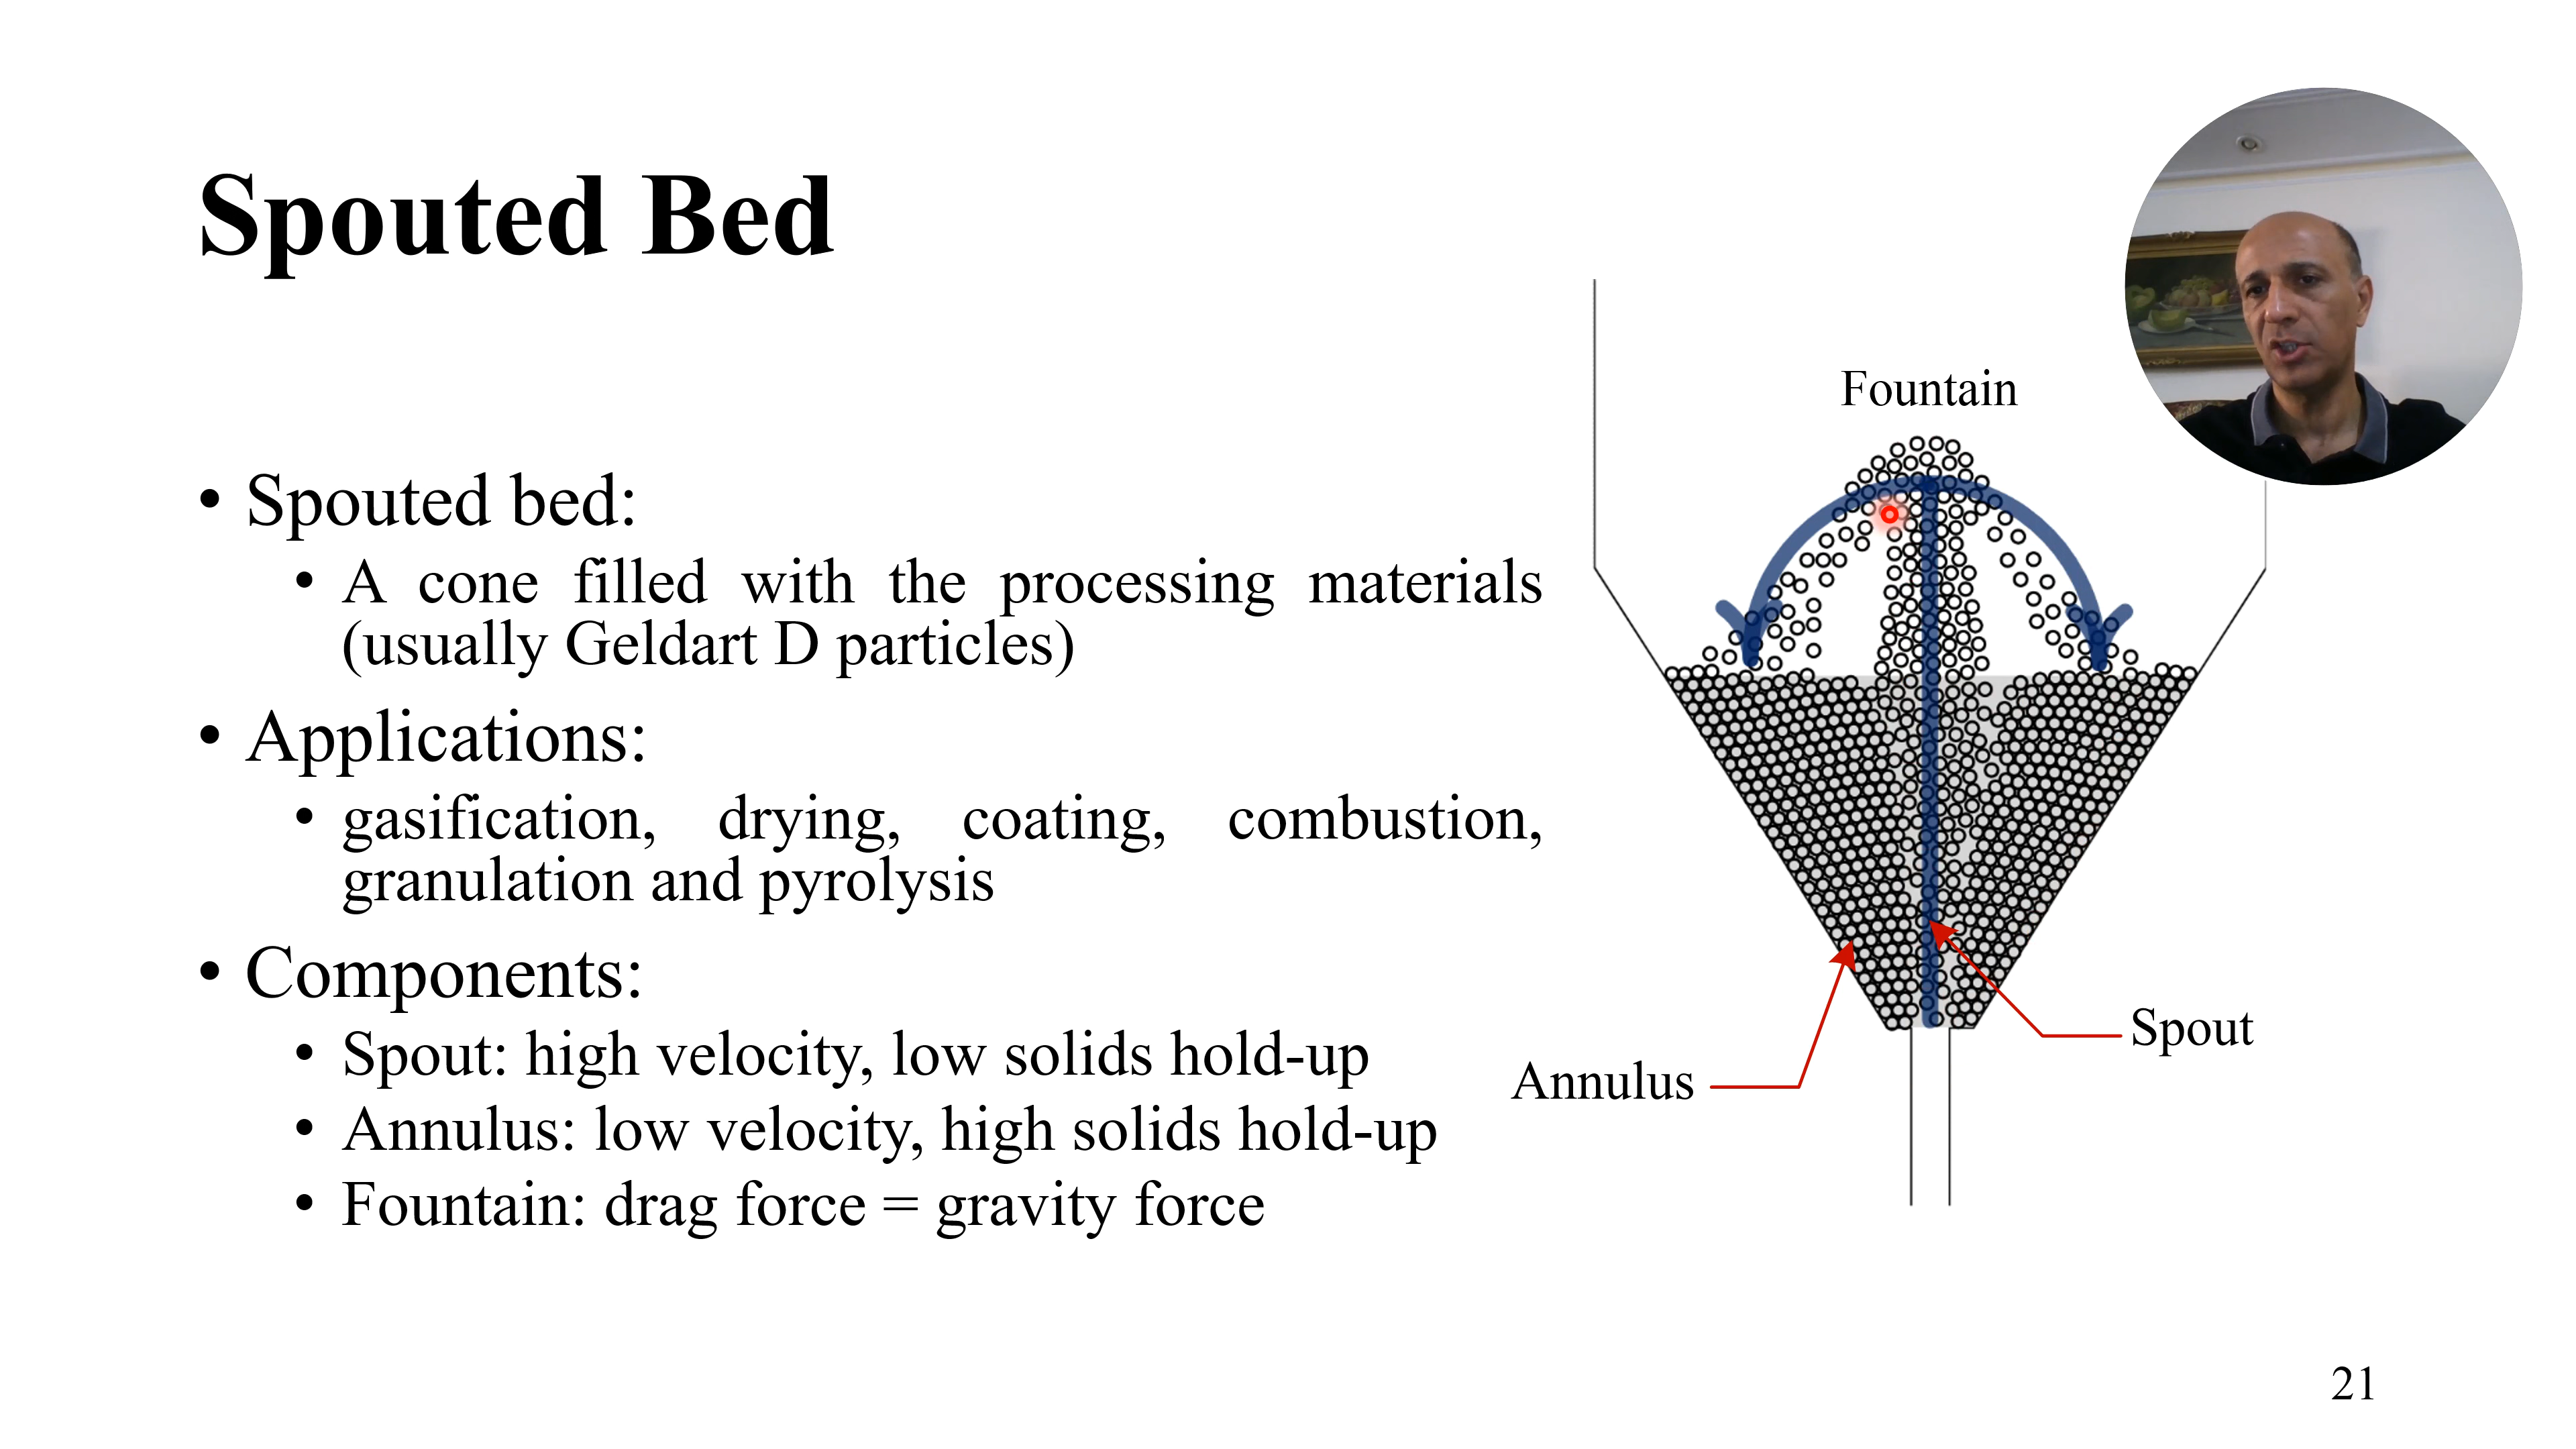 Spouted Bed
• Spouted bed:
• A cone filled with the processing materials
(usually Geldart D particles)
• Applications:
• gasification, drying, coating, combustion,
granulation and pyrolysis
• Components:
• Spout: high velocity, low solids hold-up
• Annulus: low velocity, high solids hold-up
• Fountain: drag force = gravity force
Fountain
Spout
Annulus
21